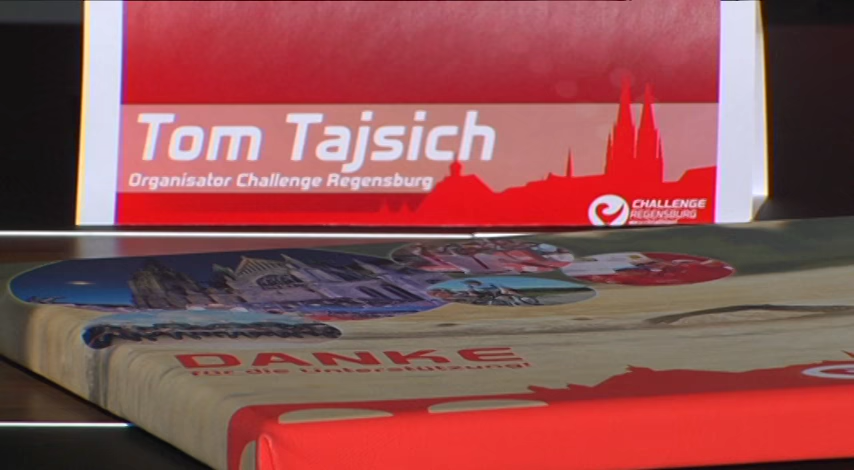 Tom Tajsich
Organisator Challenge Regensburg
CHALLENGE
REGENSBURG
DANKE
für die Unterstützung!